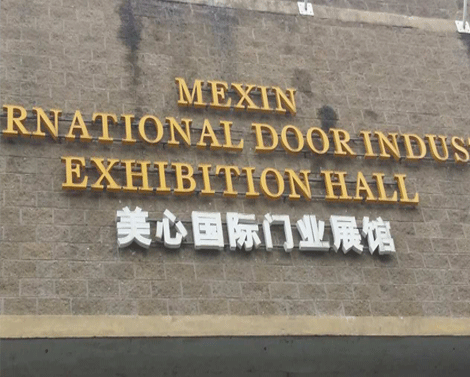 MEXIN
RNATIONAL DOOR INDUS
EXHIBITION HALL
美心国际门业展馆